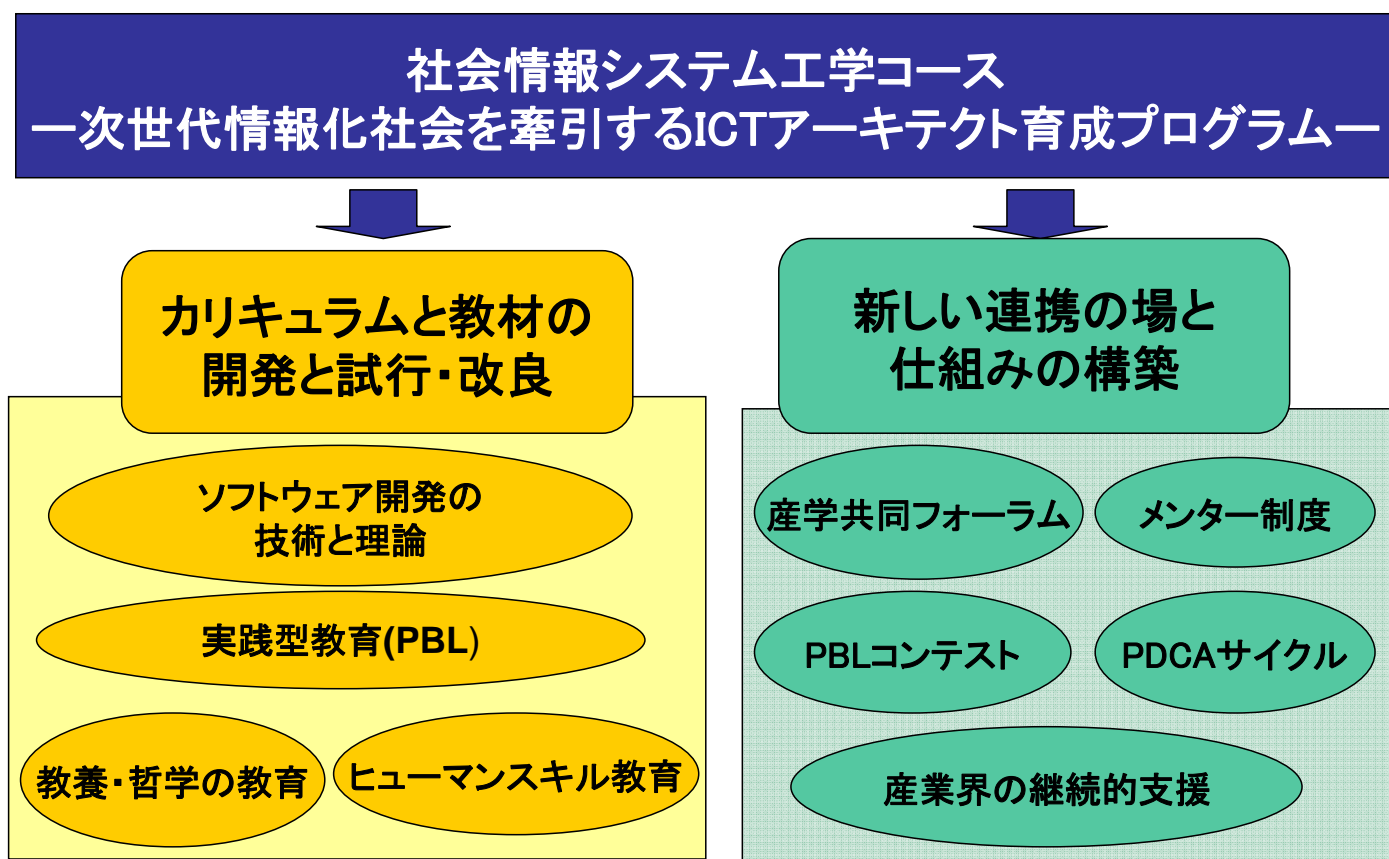 社会情報システム工学コース
ー次世代情報化社会を牽引するICTアーキテクト育成プログラムー
カリキュラムと教材の
開発と試行・改良
ソフトウェア開発の
技術と理論
実践型教育(PBL)
教養・哲学の教育
ヒューマンスキル教育
新しい連携の場と
仕組みの構築
産学共同フォーラム
メンター制度
PBLコンテスト
PDCAサイクル
産業界の継続的支援